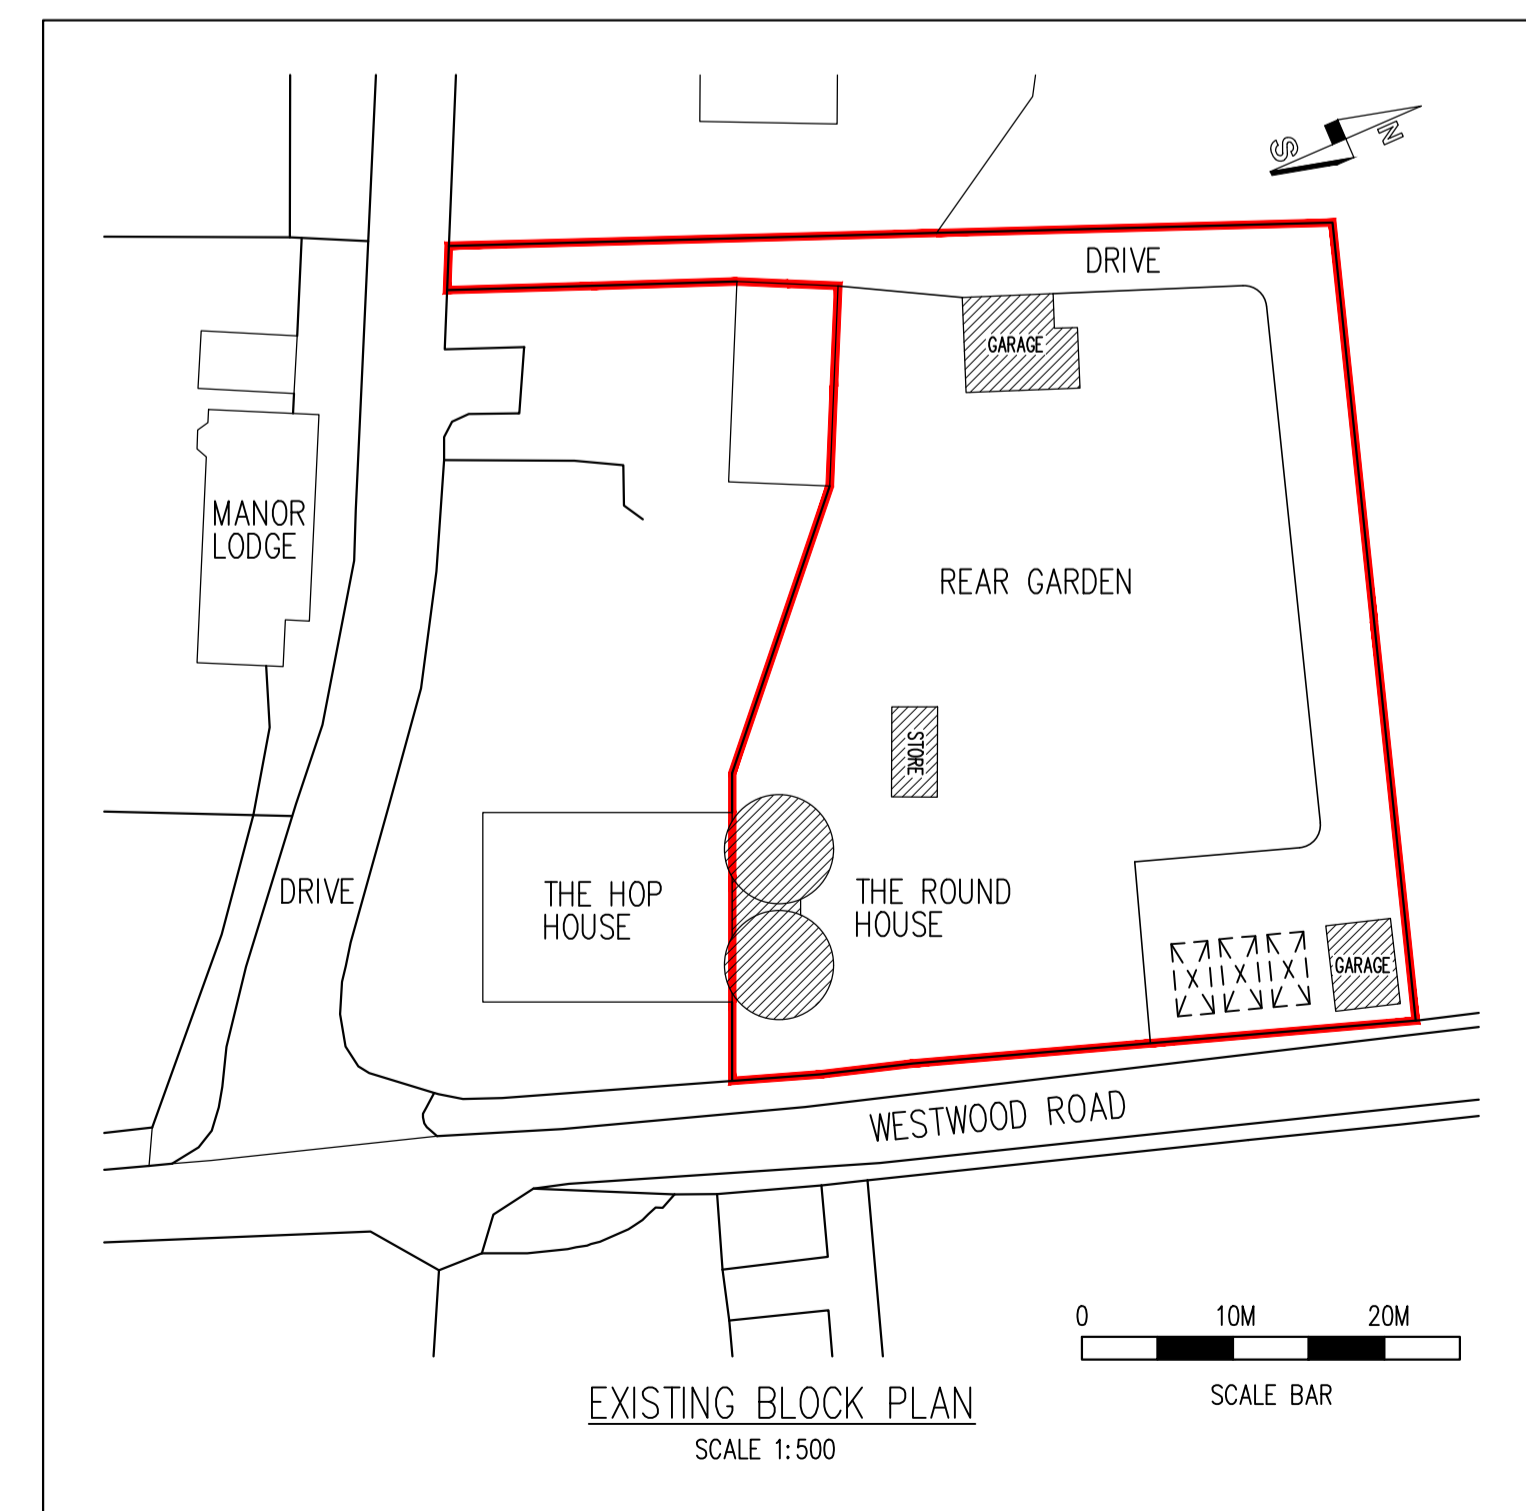 S
N
DRIVE
GARAGE
MANOR
LODGE
REAR GARDEN
STORE
DRIVE
THE HOP
HOUSE
THE ROUND
HOUSE
GARAGE
X X X
WESTWOOD ROAD
0 10M 20M
SCALE BAR
EXISTING BLOCK PLAN
SCALE 1:500